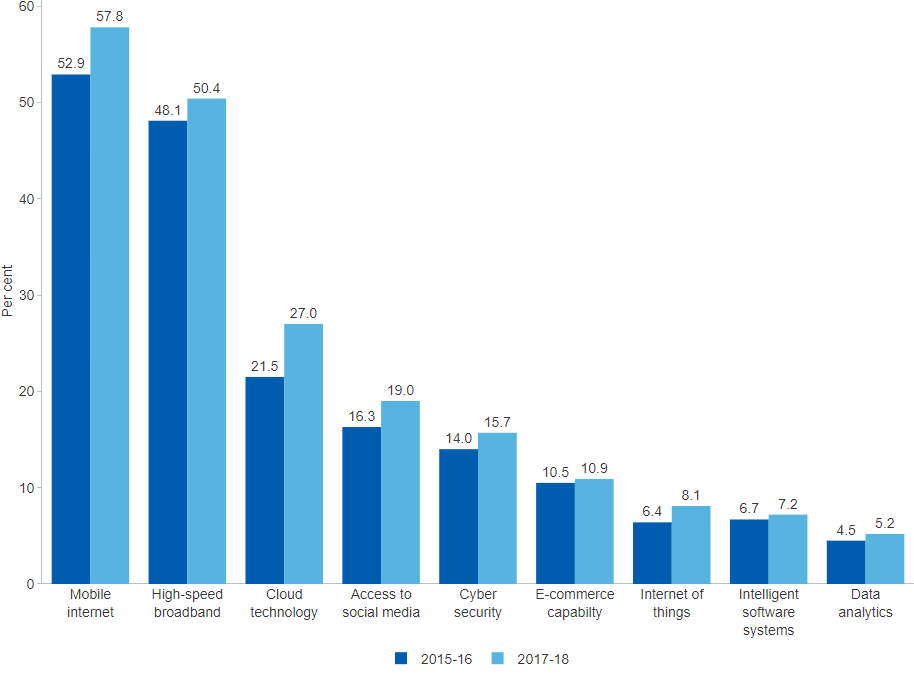 Per cent
60
50
40
30
20
10
0
52.9
57.8
48.1
50.4
21.5
27.0
16.3
19.0
14.0
15.7
10.5
10.9
6.4
8.1
6.7
7.2
4.5
5.2
Mobile
internet
High-speed
broadband
Cloud
technology
Access to
social media
Cyber
security
E-commerce
capabilty
Internet of
things
Intelligent
software
systems
Data
analytics
2015-16
2017-18